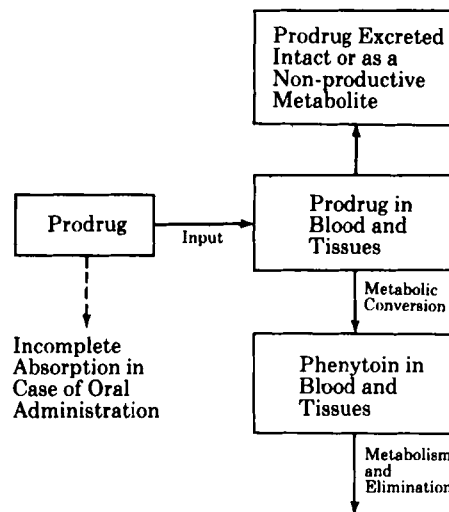 Prodrug Excreted
Intact or as a
Non-productive
Metabolite
Prodrug
Input
Prodrug in
Blood and
Tissues
Metabolic
Conversion
Incomplete
Absorption in
Case of Oral
Administration
Phenytoin in
Blood and
Tissues
Metabolism
and
Elimination